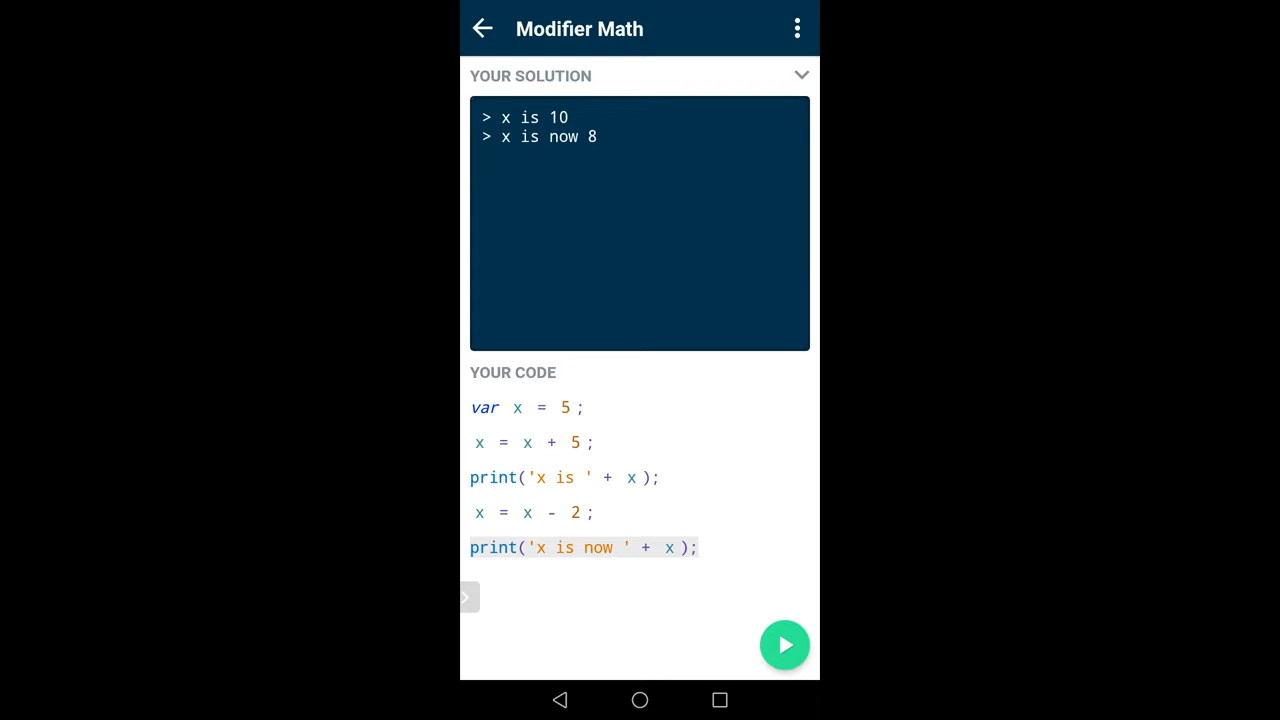 Modifier Math
YOUR SOLUTION
> x is 10
> x is now 8
YOUR CODE
var x = 5;
x = x + 5;
print('x is ' + x);
x = x - 2;
print('x is now ' + x);